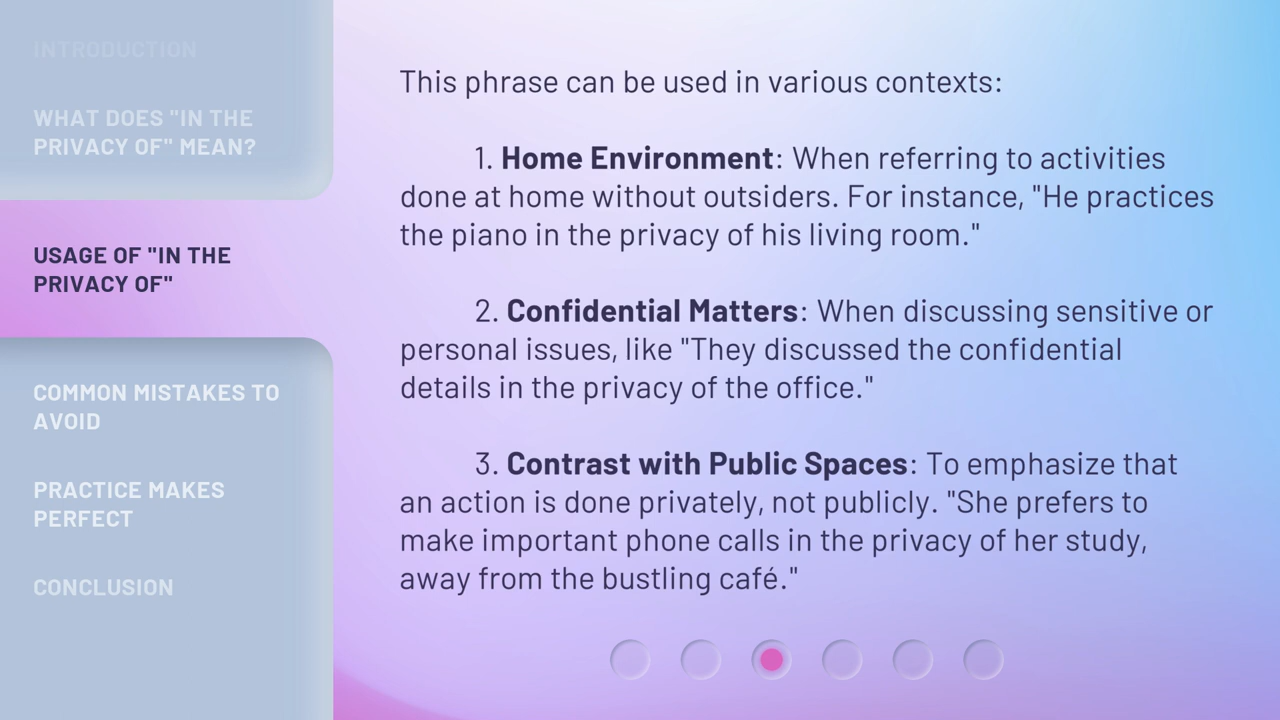 INTRODUCTION
WHAT DOES "IN THE
PRIVACY OF" MEAN?
USAGE OF "IN THE
PRIVACY OF"
COMMON MISTAKES TO
AVOID
PRACTICE MAKES
PERFECT
CONCLUSION
This phrase can be used in various contexts:
1. Home Environment: When referring to activities
done at home without outsiders. For instance, "He practices
the piano in the privacy of his living room."
2. Confidential Matters: When discussing sensitive or
personal issues, like "They discussed the confidential
details in the privacy of the office."
3. Contrast with Public Spaces: To emphasize that
an action is done privately, not publicly. "She prefers to
make important phone calls in the privacy of her study,
away from the bustling café."